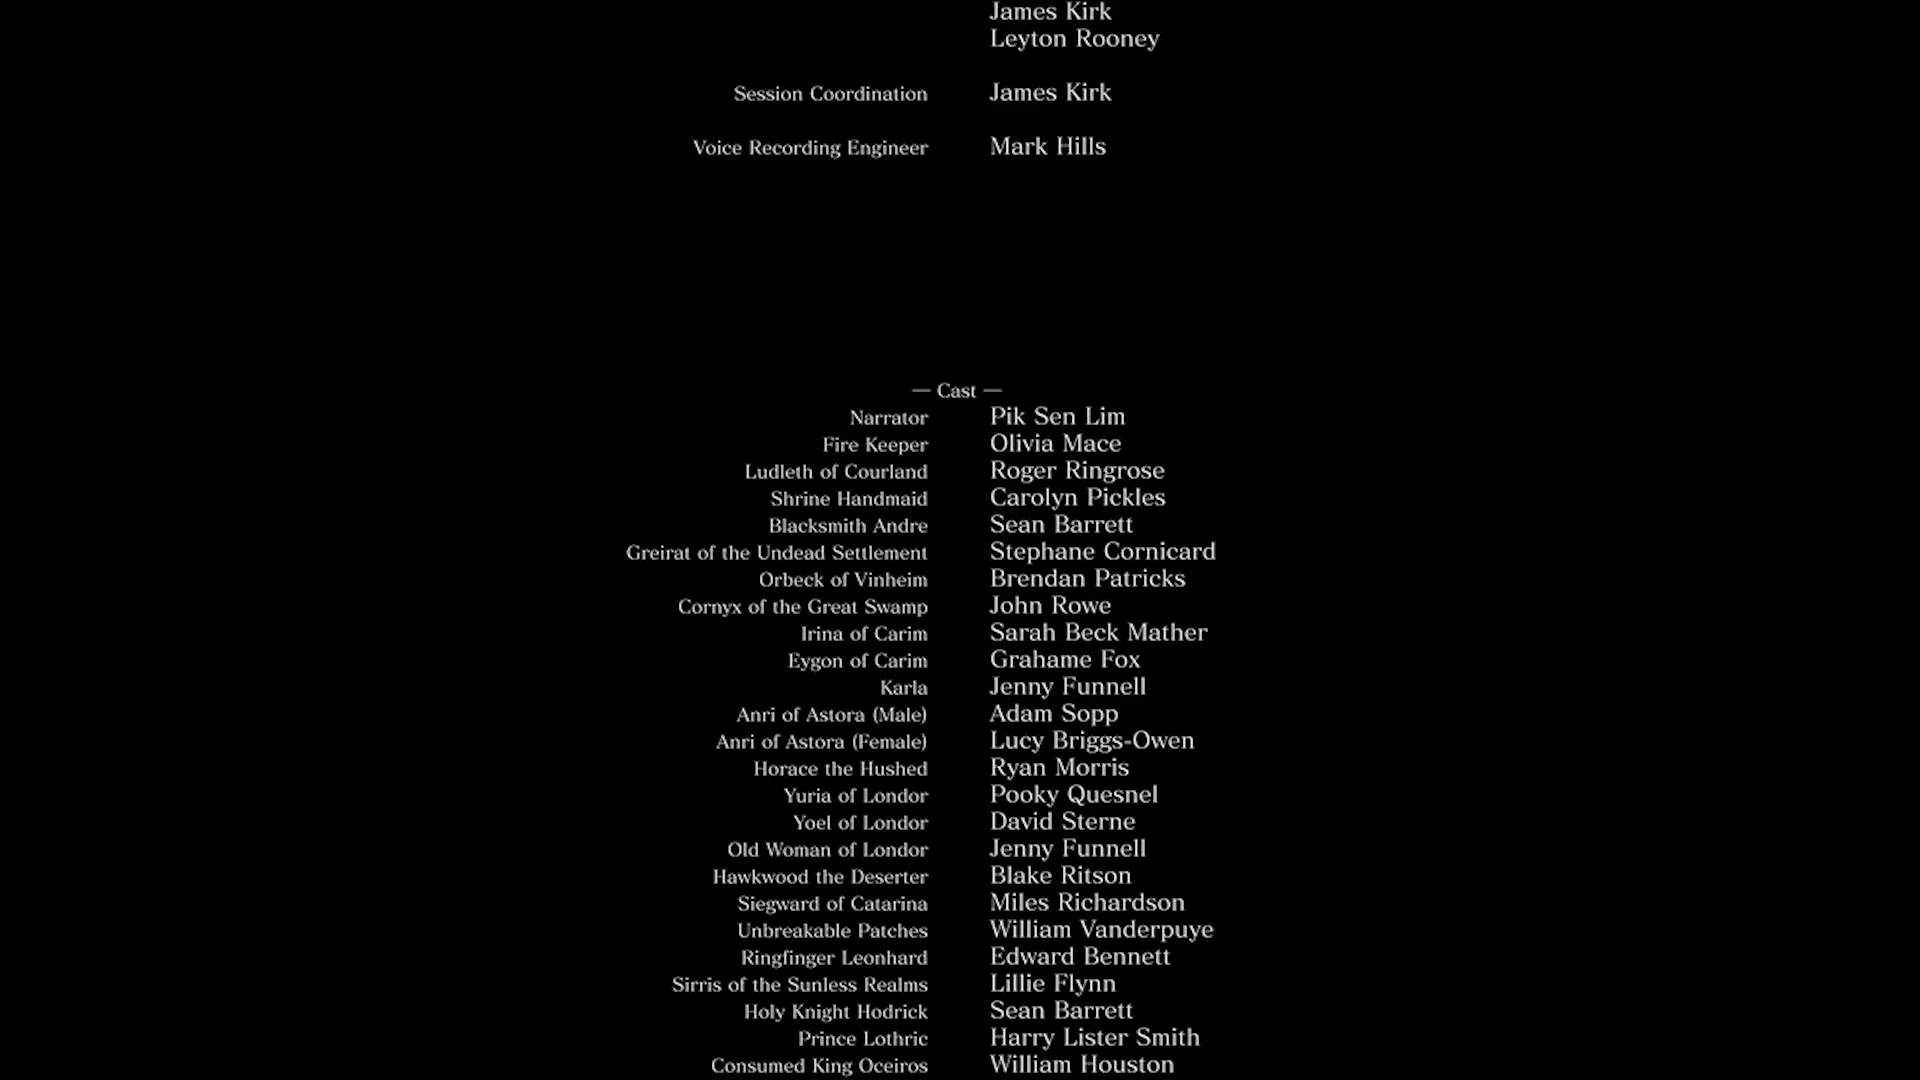 James Kirk
Leyton Rooney
Session Coordination James Kirk
Voice Recording Engineer Mark Hills
— Cast —
Narrator Pik Sen Lim
Fire Keeper Olivia Mace
Ludleth of Courland Roger Ringrose
Shrine Handmaid Carolyn Pickles
Blacksmith Andre Sean Barrett
Greirat of the Undead Settlement Stephane Cornicard
Orbeck of Vinheim Brendan Patricks
Cornyx of the Great Swamp John Rowe
Irina of Carim Sarah Beck Mather
Eygon of Carim Grahame Fox
Karla Jenny Funnell
Anri of Astora (Male) Adam Sopp
Anri of Astora (Female) Lucy Briggs-Owen
Horace the Hushed Ryan Morris
Yuria of Londor Pooky Quesnel
Yoel of Londor David Sterne
Old Woman of Londor Jenny Funnell
Hawkwood the Deserter Blake Ritson
Siegward of Catarina Miles Richardson
Unbreakable Patches William Vanderpuye
Ringfinger Leonhard Edward Bennett
Sirris of the Sunless Realms Lillie Flynn
Holy Knight Hodrick Sean Barrett
Prince Lothric Harry Lister Smith
Consumed King Oceiros William Houston